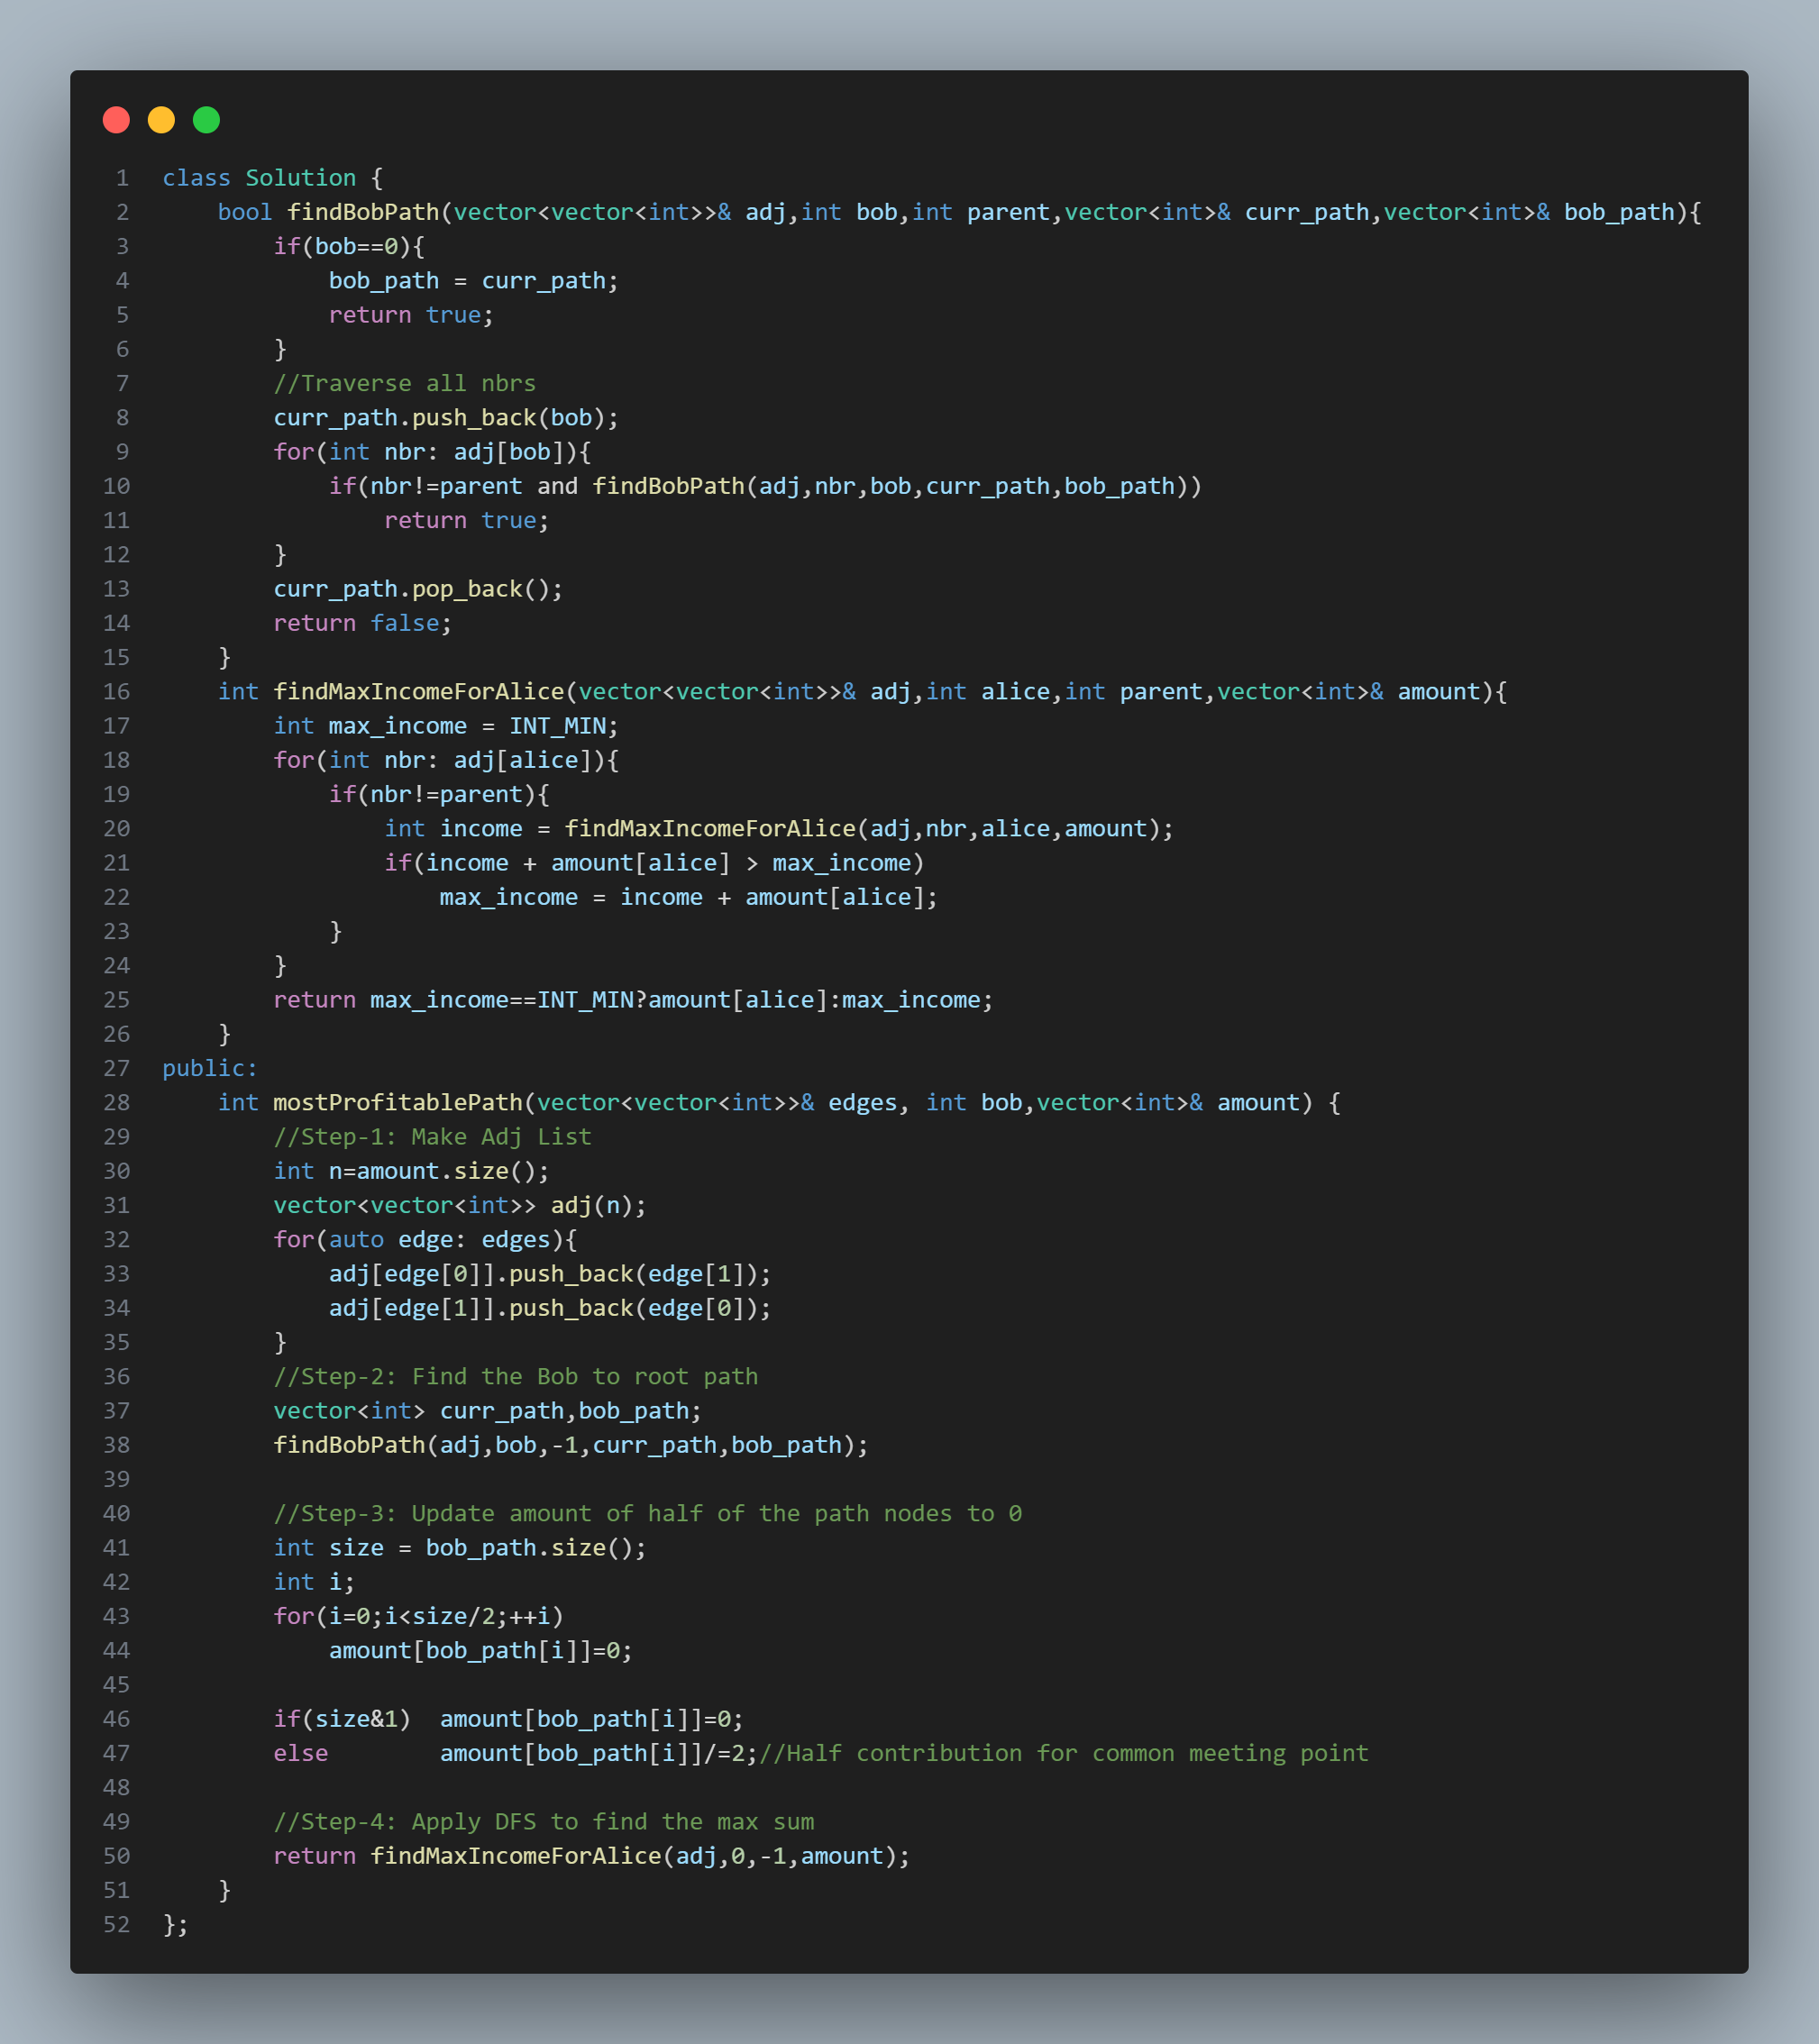 1 class Solution {
2     bool findBobPath(vector<vector<int>>& adj,int bob,int parent,vector<int>& curr_path,vector<int>& bob_path){
3         if(bob==0){
4             bob_path = curr_path;
5             return true;
6         }
7         //Traverse all nbrs
8         curr_path.push_back(bob);
9         for(int nbr: adj[bob]){
10             if(nbr!=parent and findBobPath(adj,nbr,bob,curr_path,bob_path))
11                 return true;
12         }
13         curr_path.pop_back();
14         return false;
15     }
16     int findMaxIncomeForAlice(vector<vector<int>>& adj,int alice,int parent,vector<int>& amount){
17         int max_income = INT_MIN;
18         for(int nbr: adj[alice]){
19             if(nbr!=parent){
20                 int income = findMaxIncomeForAlice(adj,nbr,alice,amount);
21                 if(income + amount[alice] > max_income)
22                     max_income = income + amount[alice];
23             }
24         }
25         return max_income==INT_MIN?amount[alice]:max_income;
26     }
27 public:
28     int mostProfitablePath(vector<vector<int>>& edges, int bob,vector<int>& amount) {
29         //Step-1: Make Adj List
30         int n=amount.size();
31         vector<vector<int>> adj(n);
32         for(auto edge: edges){
33             adj[edge[0]].push_back(edge[1]);
34             adj[edge[1]].push_back(edge[0]);
35         }
36         //Step-2: Find the Bob to root path
37         vector<int> curr_path,bob_path;
38         findBobPath(adj,bob,-1,curr_path,bob_path);
39
40         //Step-3: Update amount of half of the path nodes to 0
41         int size = bob_path.size();
42         int i;
43         for(i=0;i<size/2;++i)
44             amount[bob_path[i]]=0;
45
46         if(size&1)  amount[bob_path[i]]=0;
47         else        amount[bob_path[i]]/=2;//Half contribution for common meeting point
48
49         //Step-4: Apply DFS to find the max sum
50         return findMaxIncomeForAlice(adj,0,-1,amount);
51     }
52 };